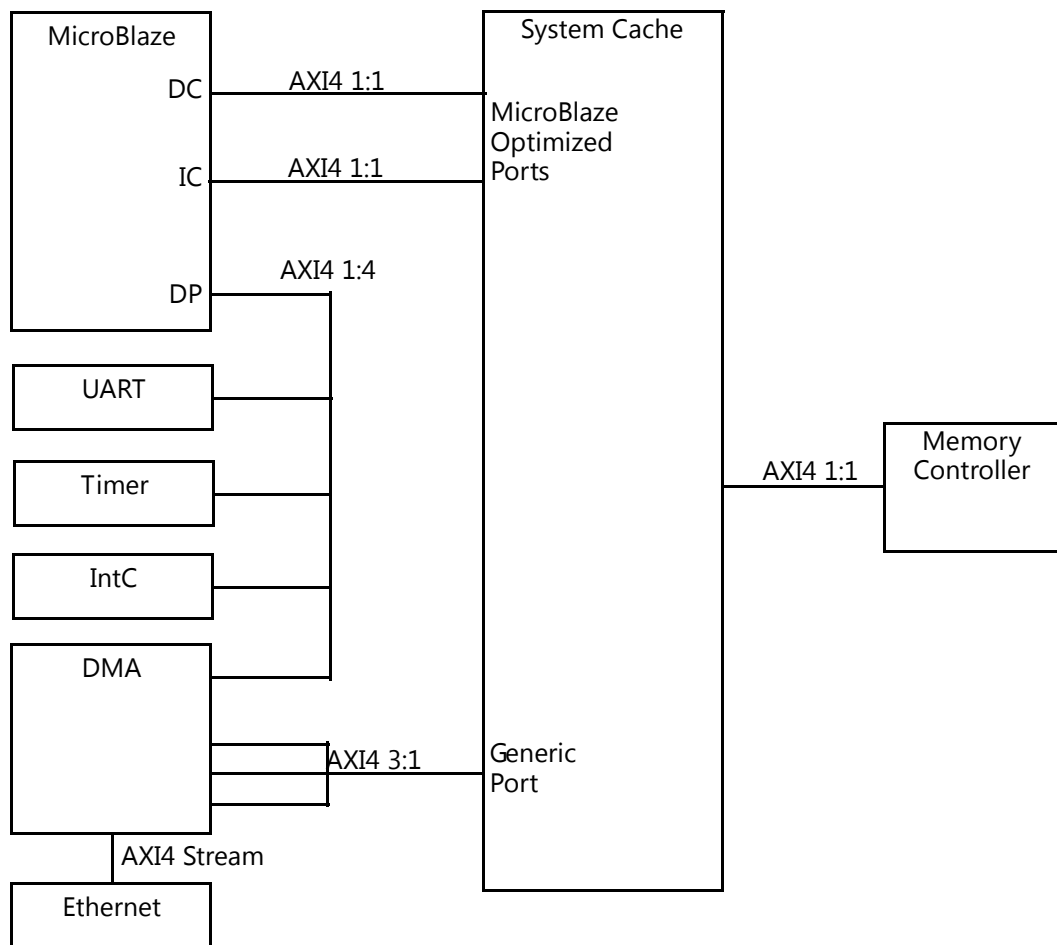 MicroBlaze
System Cache
DC
AXI4 1:1
MicroBlaze
Optimized
Ports
IC
AXI4 1:1
AXI4 1:4
DP
UART
Memory
Controller
AXI4 1:1
Timer
IntC
DMA
AXI4 3:1
Generic
Port
AXI4 Stream
Ethernet